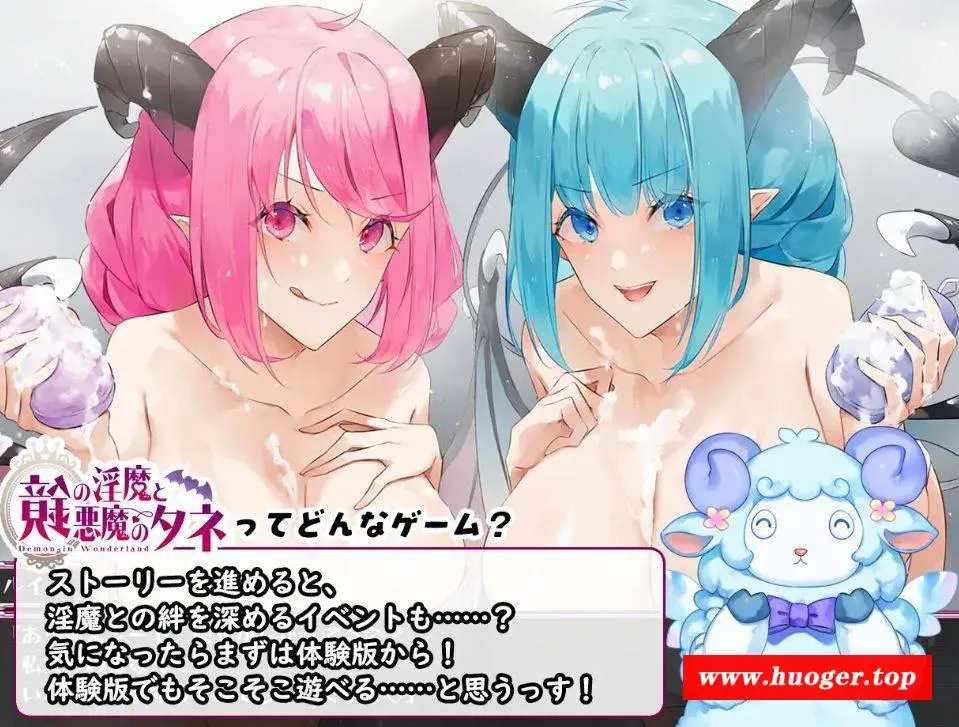 の淫魔と
悪魔のタネ
Demon in Wonderland
ってどんなゲーム？
ストーリーを進めると、
淫魔との絆を深めるイベントも……？
気になったらまずは体験版から！
体験版でもそこそこ遊べる……と思うっす！
www.huoger.top